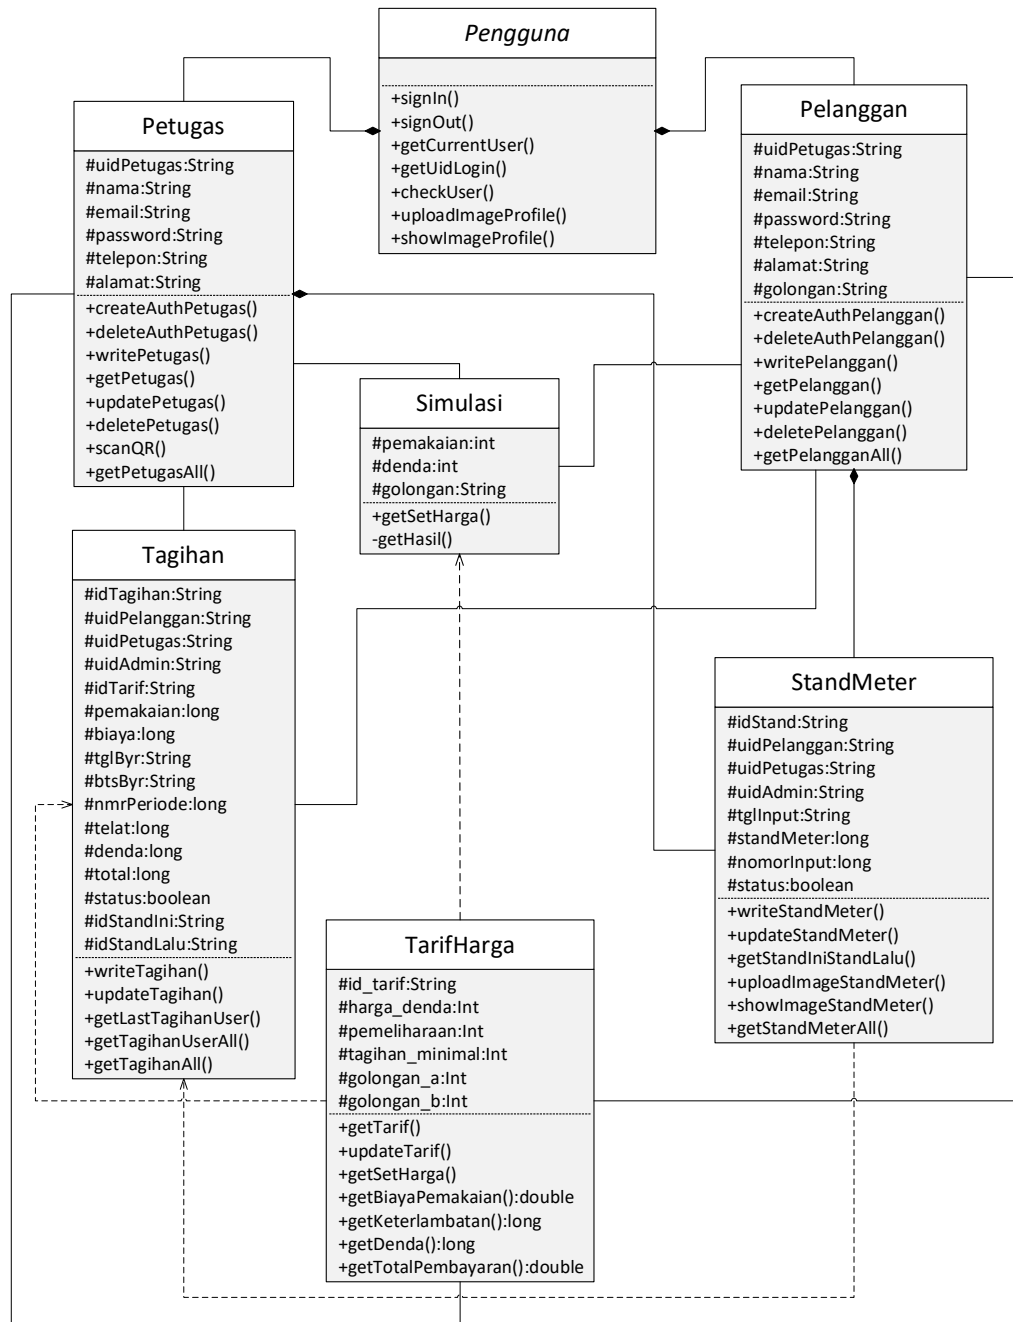 Pengguna
+signIn()
+signOut()
+getCurrentUser()
+getUidLogin()
+checkUser()
+uploadImageProfile()
+showImageProfile()
Petugas
#uidPetugas:String
#nama:String
#email:String
#password:String
#telepon:String
#alamat:String
+createAuthPetugas()
+deleteAuthPetugas()
+writePetugas()
+getPetugas()
+updatePetugas()
+deletePetugas()
+scanQR()
+getPetugasAll()
Pelanggan
#uidPetugas:String
#nama:String
#email:String
#password:String
#telepon:String
#alamat:String
#golongan:String
+createAuthPelanggan()
+deleteAuthPelanggan()
+writePelanggan()
+getPelanggan()
+updatePelanggan()
+deletePelanggan()
+getPelangganAll()
Simulasi
#pemakaian:int
#denda:int
#golongan:String
+getSetHarga()
-getHasil()
Tagihan
#idTagihan:String
#uidPelanggan:String
#uidPetugas:String
#uidAdmin:String
#idTarif:String
#pemakaian:long
#biaya:long
#tglByr:String
#btsByr:String
#nmrPeriode:long
#telat:long
#denda:long
#total:long
#status:boolean
#idStandIni:String
#idStandLalu:String
+writeTagihan()
+updateTagihan()
+getLastTagihanUser()
+getTagihanUserAll()
+getTagihanAll()
StandMeter
#idStand:String
#uidPelanggan:String
#uidPetugas:String
#uidAdmin:String
#tglInput:String
#standMeter:long
#nomorInput:long
#status:boolean
+writeStandMeter()
+updateStandMeter()
+getStandIniStandLalu()
+uploadImageStandMeter()
+showImageStandMeter()
+getStandMeterAll()
TarifHarga
#id_tarif:String
#harga_denda:Int
#pemeliharaan:Int
#tagihan_minimal:Int
#golongan_a:Int
#golongan_b:Int
+getTarif()
+updateTarif()
+getSetHarga()
+getBiayaPemakaian():double
+getKeterlambatan():long
+getDenda():long
+getTotalPembayaran():double